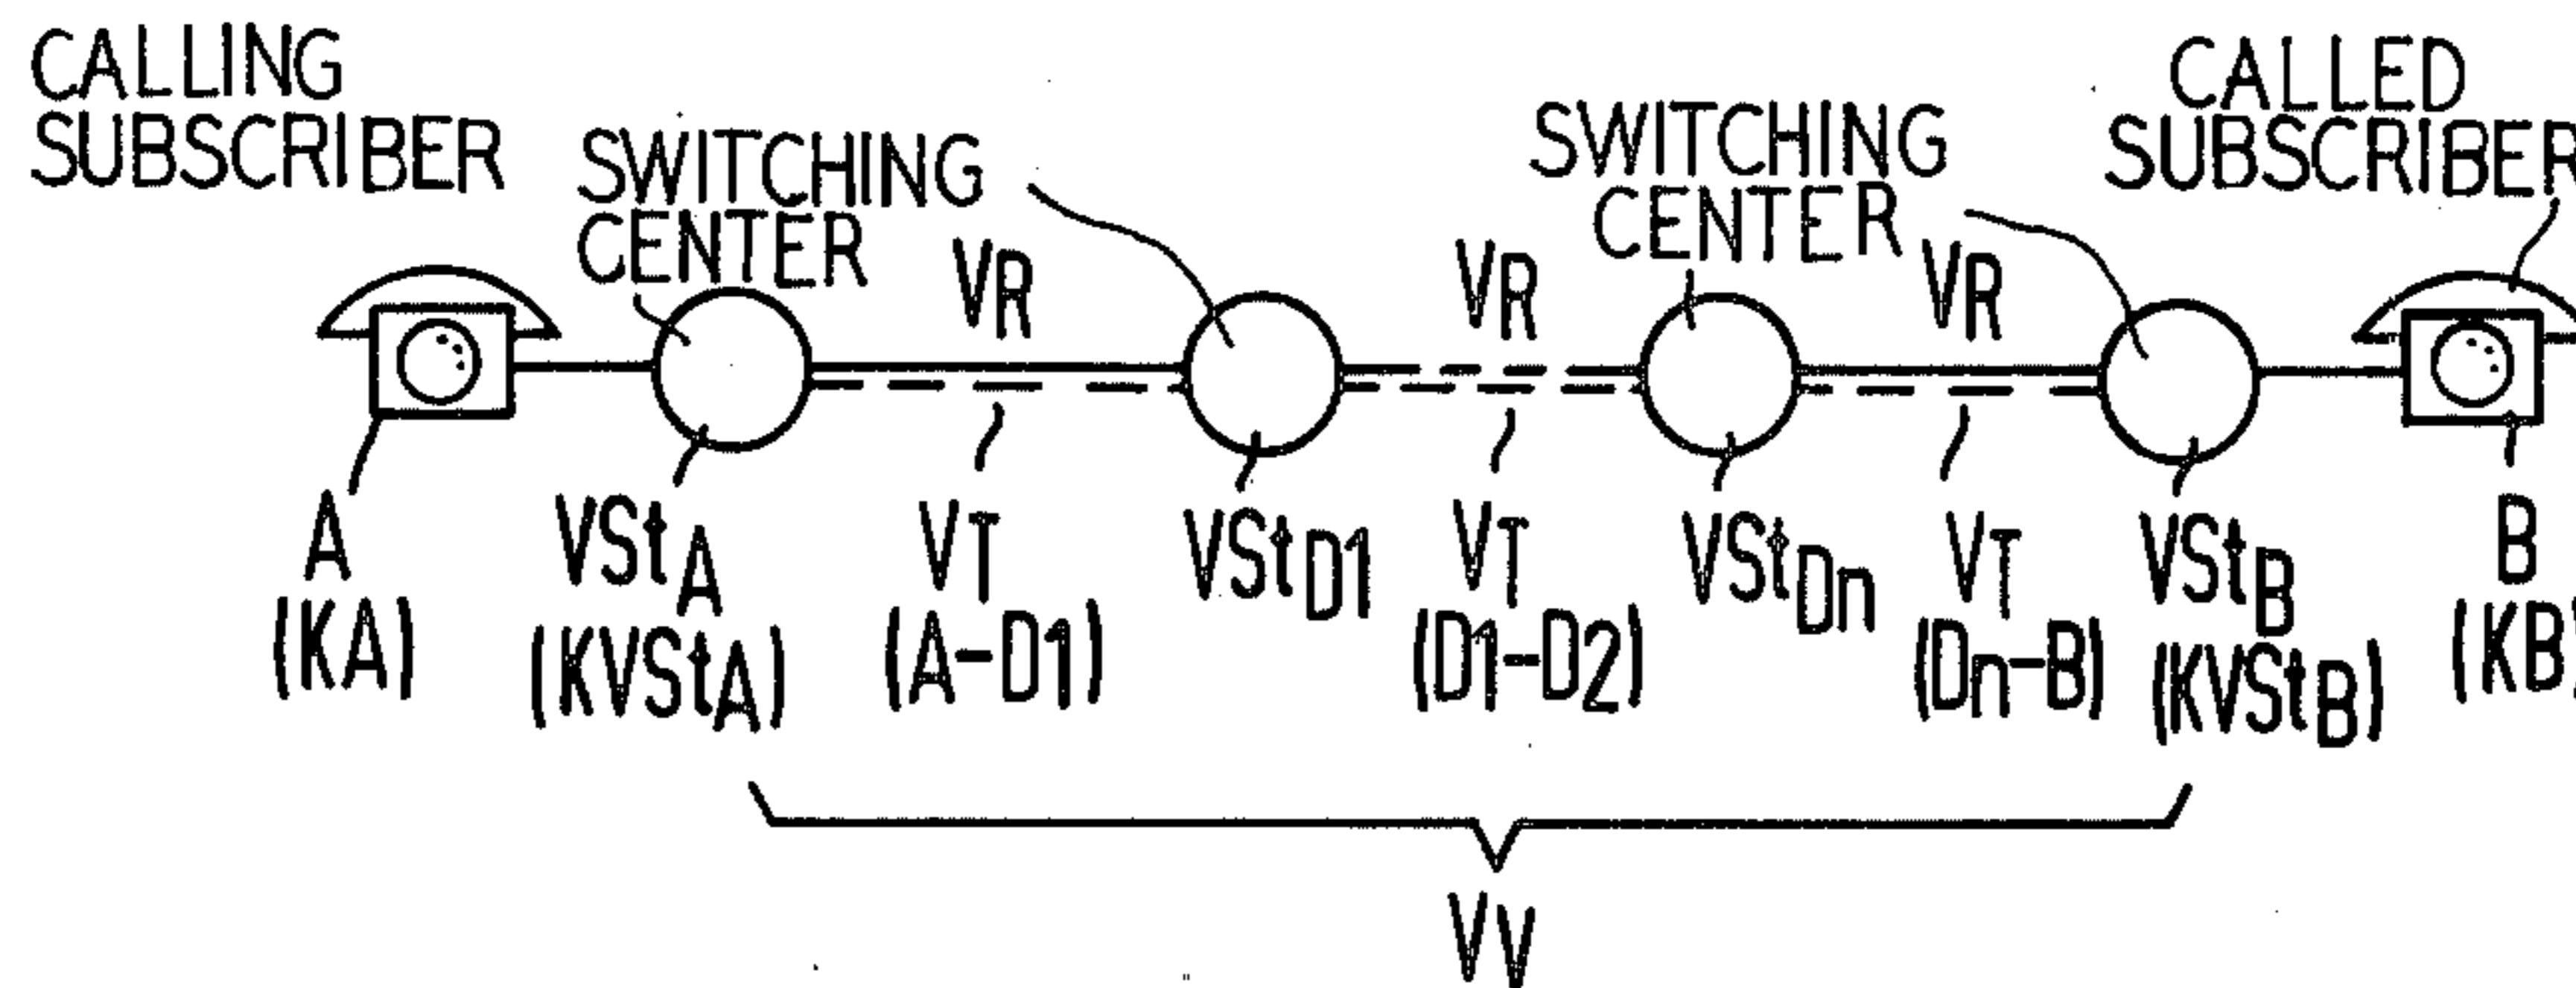 CALLING
SUBSCRIBER
SWITCHING
CENTER
SWITCHING
CENTER
CALLED
SUBSCRIBER
VR
VR
VR
A
(KA)
VStA
(KVStA)
VT
(A-D1)
VStD1
VT
(D1-D2)
VStDn
VT
(Dn-B)
VStB
(KVStB)
B
(KB)
VV